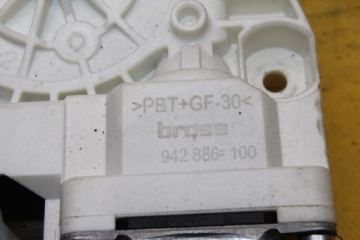 >PBT+GF-30<
brose
942 886- 100